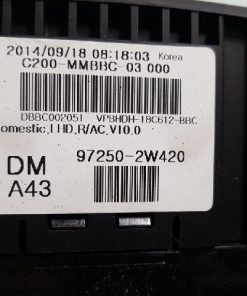 2014/09/18 08:18:03 Korea
C200-MMBBC-03 000
DBBC002051 VPBHDH-18C612-BBC
omestic,LHD,R/AC,V10.0
DM 97250-2W420
A43